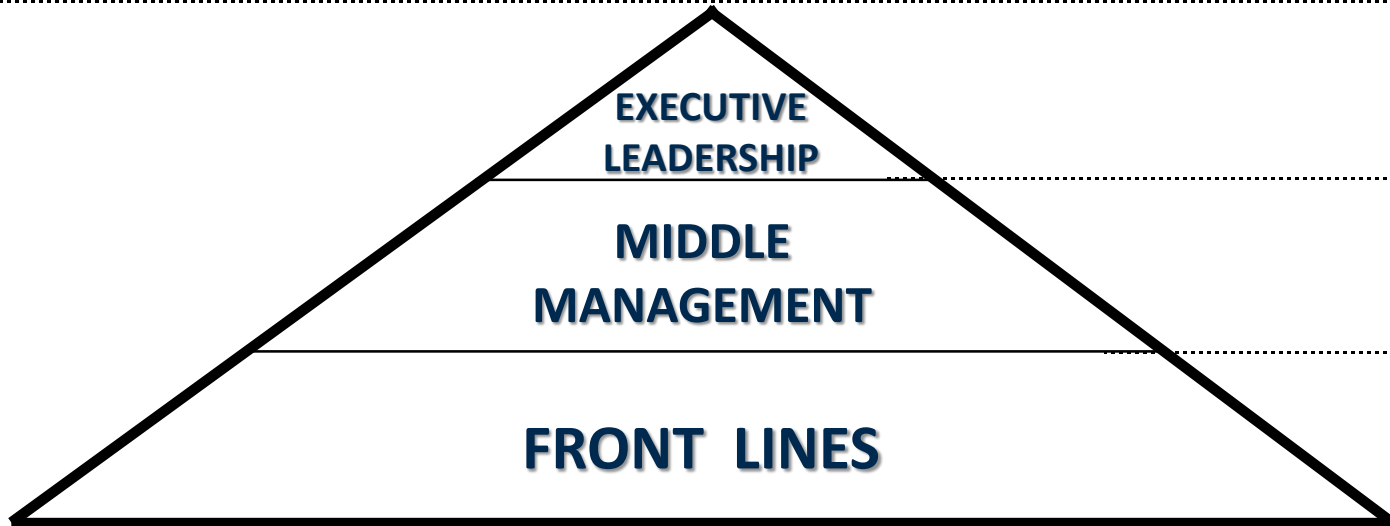 EXECUTIVE
LEADERSHIP
MIDDLE
MANAGEMENT
FRONT LINES